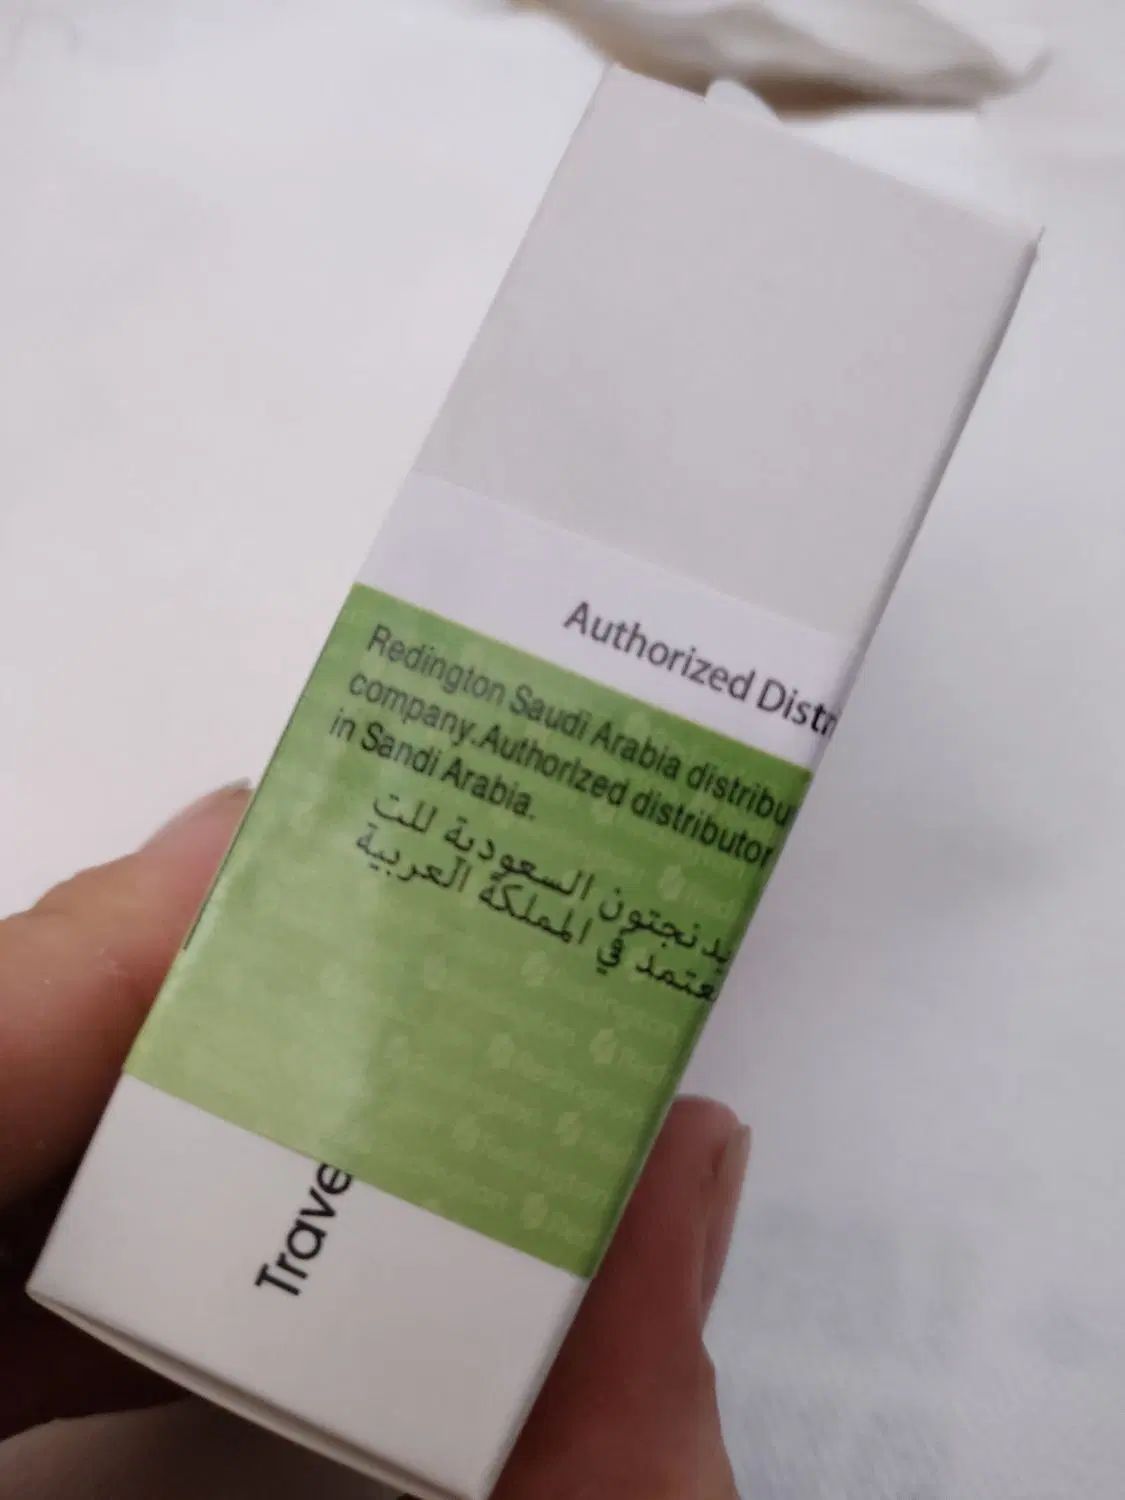 Authorized Distri
Redington Saudi Arabia distribu
company.Authorized distributor
in Sandi Arabia.
يد نجتون السعودية للت
عتمد في المملكة العربية
Trave